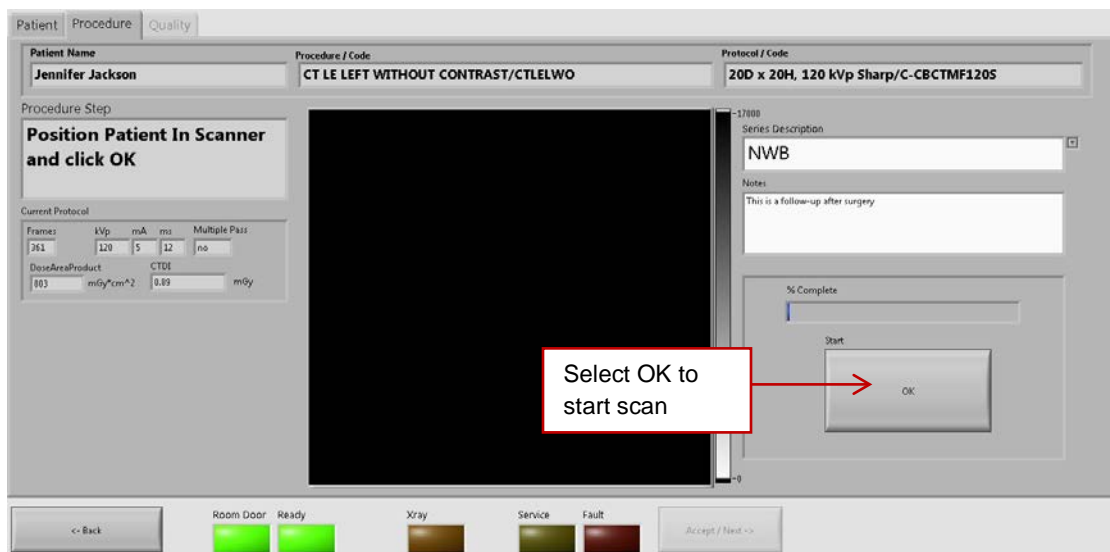 Patient Procedure Quality
Patient Name
Jennifer Jackson
Procedure / Code
CT LE LEFT WITHOUT CONTRAST/CTLELWO
Protocol / Code
20D x 20H, 120 kVp Sharp/C-CBCTMF120S
Procedure Step
Position Patient In Scanner
and click OK
Current Protocol
Frames kVp mA ms Multiple Pass
361 120 5 12 no
DoseAreaProduct CTDI
003 mGy*cm^2 0.89 mGy
-17000
-0
Series Description
NWB
Notes
This is a follow-up after surgery
% Complete
Start
OK
Select OK to
start scan
<- Back
Room Door Ready Xray Service Fault
Accept / Next ->